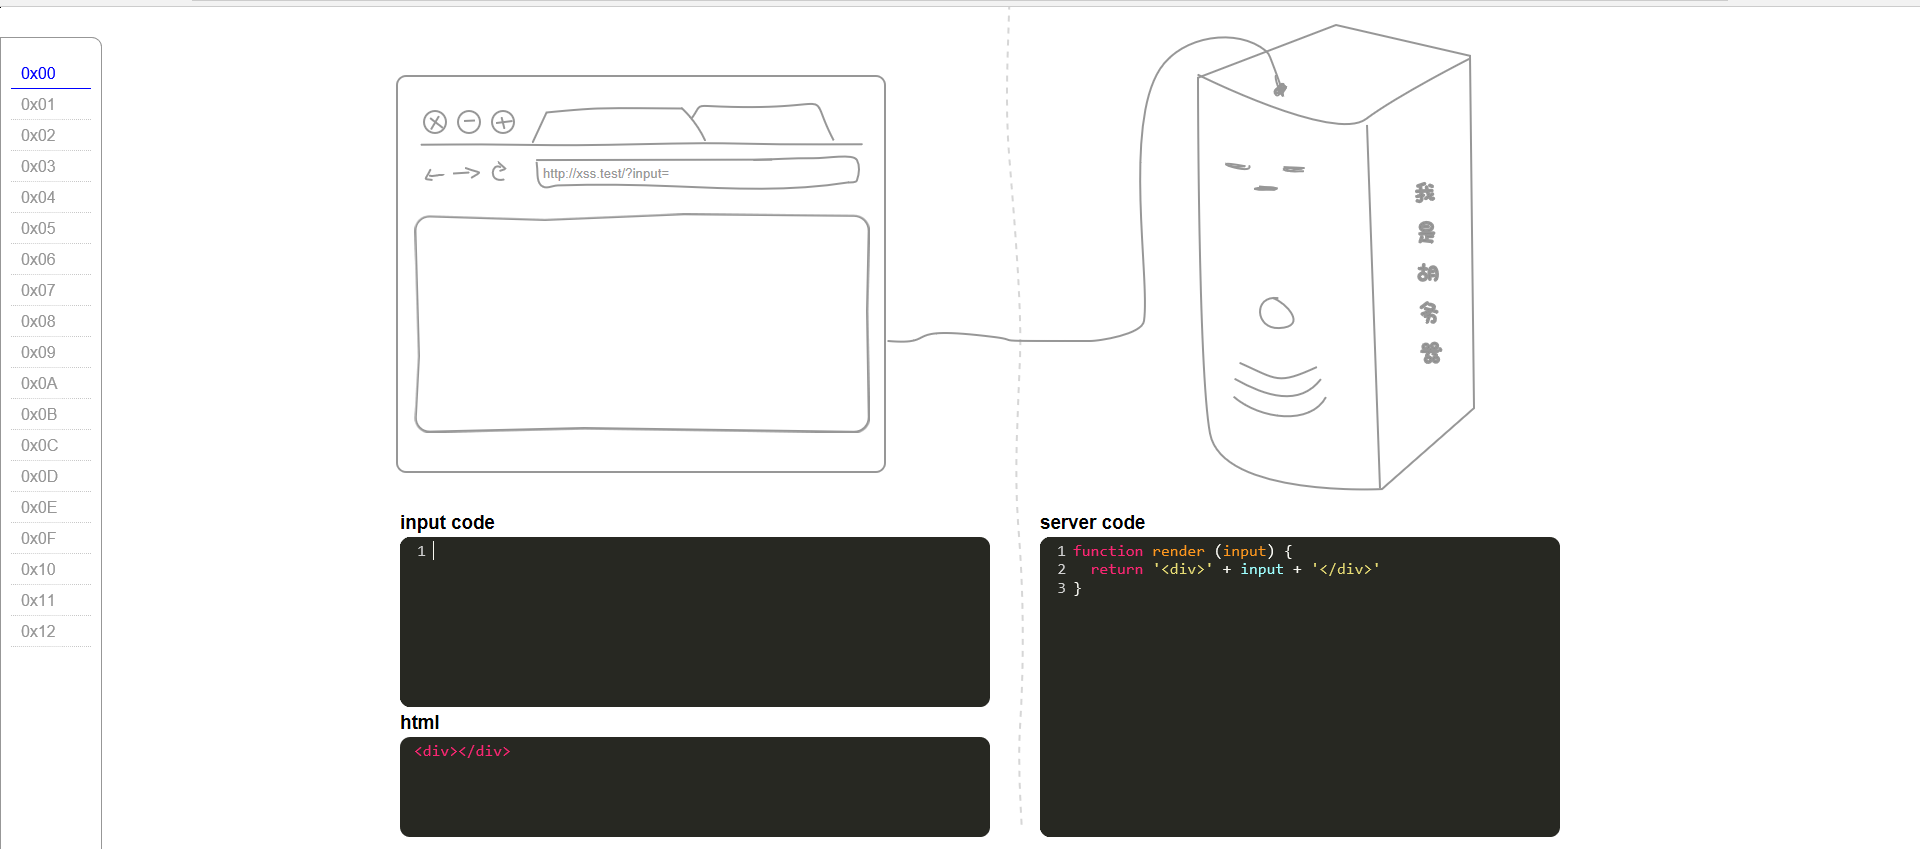 0x00
0x01
0x02
0x03
0x04
0x05
0x06
0x07
0x08
0x09
0x0A
0x0B
0x0C
0x0D
0x0E
0x0F
0x10
0x11
0x12
http://xss.test/?input=
我
是
胡
爷
器
input code
1
html
<div></div>
server code
1 function render (input) {
2   return '<div>' + input + '</div>'
3 }